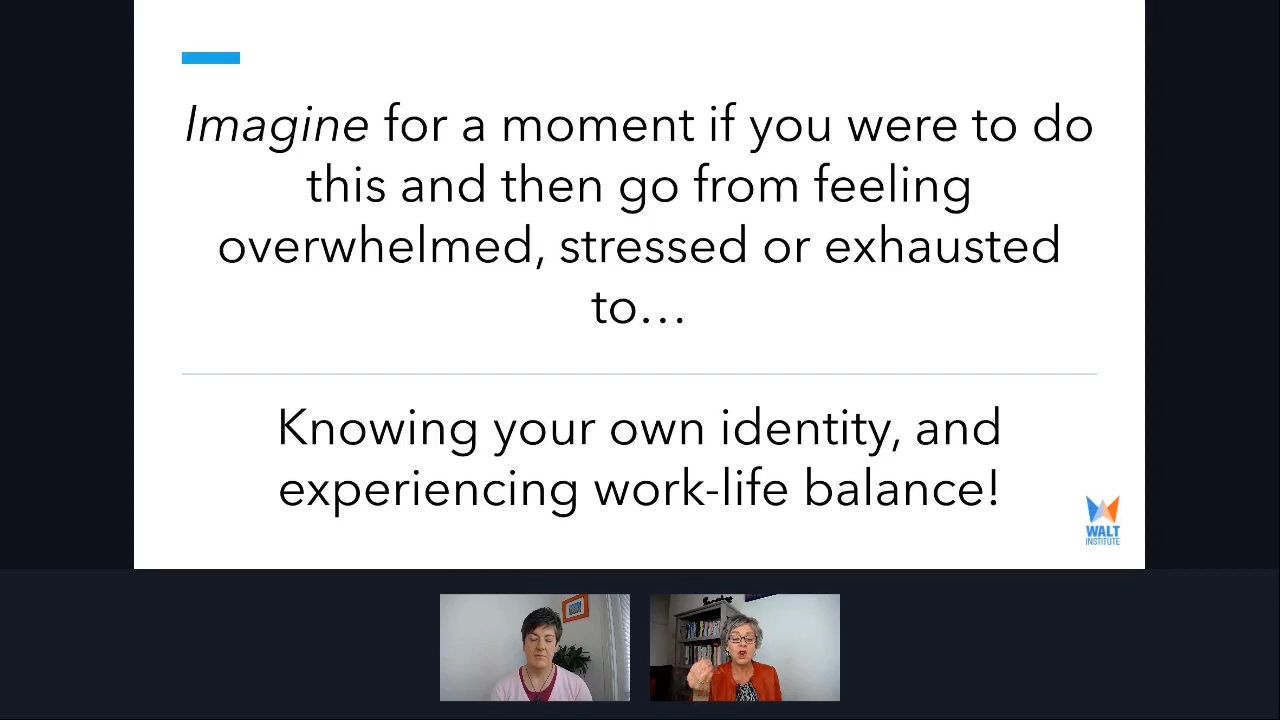 Imagine for a moment if you were to do
this and then go from feeling
overwhelmed, stressed or exhausted
to…
Knowing your own identity, and
experiencing work-life balance!
WALT
INSTITUTE